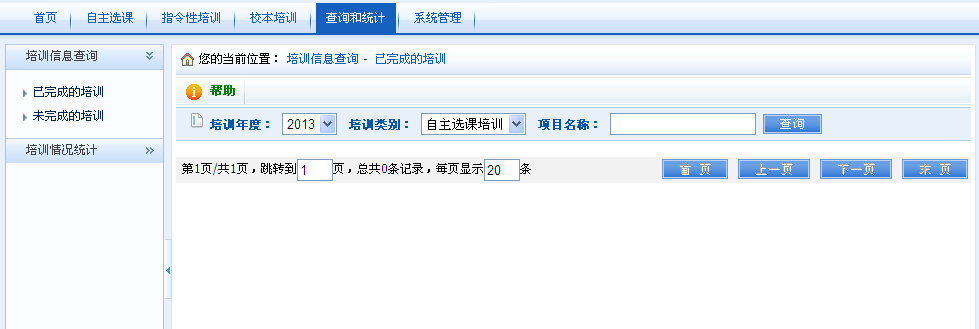 首页 自主选课 指令性培训 校本培训 查询和统计 系统管理
培训信息查询
已完成的培训
未完成的培训
培训情况统计
您的当前位置： 培训信息查询 - 已完成的培训
帮助
培训年度： 2013 培训类别： 自主选课培训 项目名称： 查询
第1页/共1页，跳转到 1 页，总共0条记录，每页显示 20 条 首 页 上一页 下一页 末 页